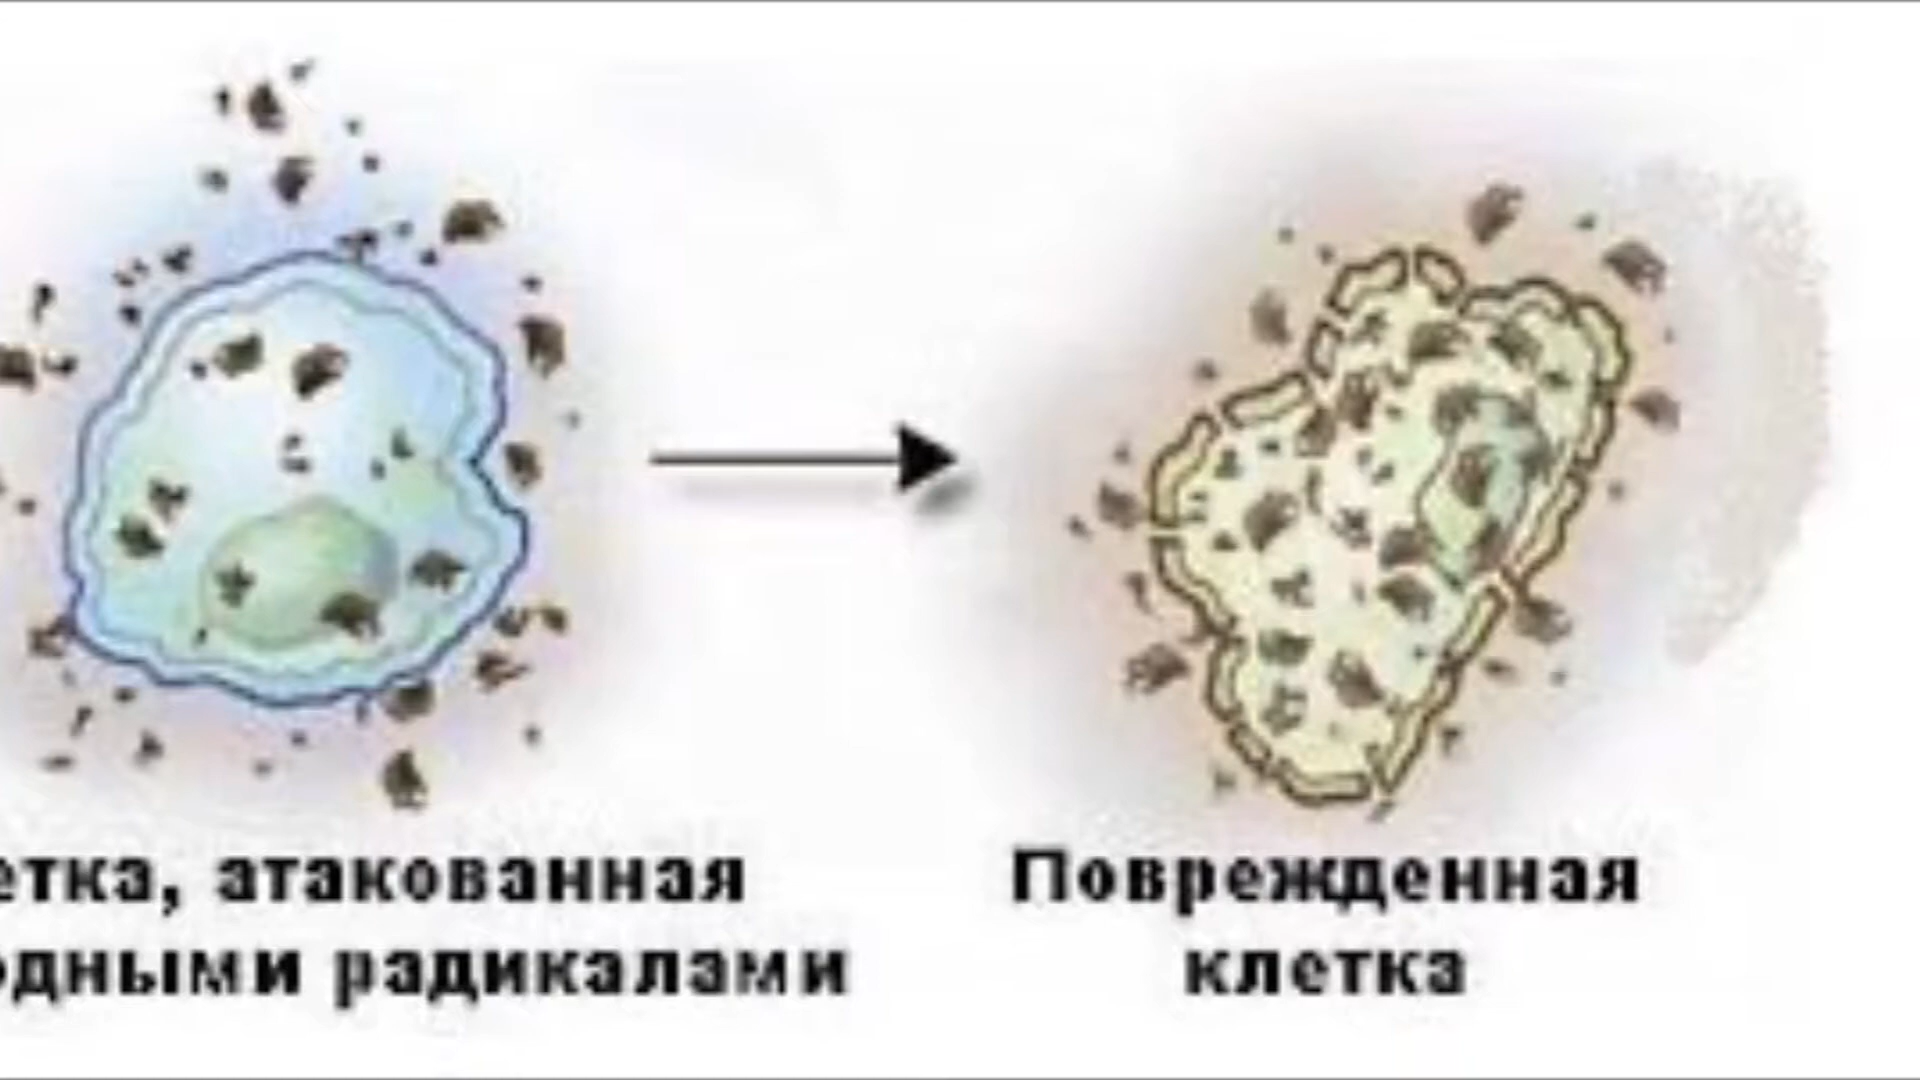 етка, атакованная
одными радикалами
Поврежденная
клетка